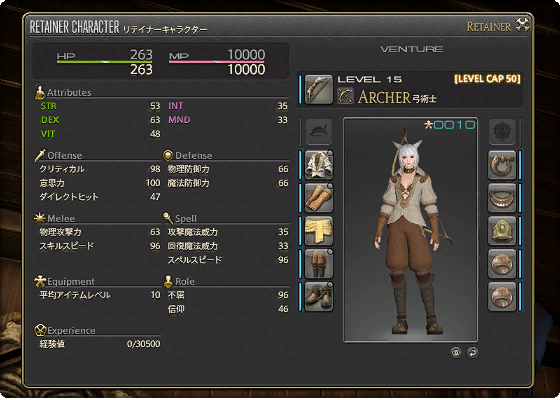 RETAINER CHARACTER リテイナーキャラクター
RETAINER
HP 263
263
MP 10000
10000
VENTURE
LEVEL 15 [LEVEL CAP 50]
ARCHER 弓術士
0010
Attributes
STR 53 INT 35
DEX 63 MND 33
VIT 48
Offense Defense
クリティカル 98 物理防御力 66
意思力 100 魔法防御力 66
ダイレクトヒット 47
Melee Spell
物理攻撃力 63 攻撃魔法威力 35
スキルスピード 96 回復魔法威力 33
スペルスピード 96
Equipment Role
平均アイテムレベル 10 不屈 96
信仰 46
Experience
経験値 0/30500